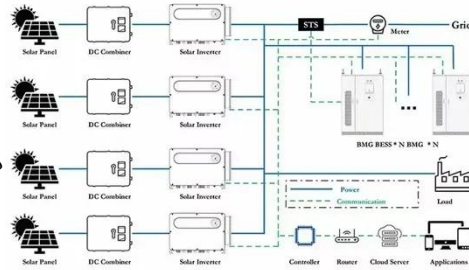 STS
Meter
Grid
Solar Panel DC Combiner Solar Inverter
Solar Panel DC Combiner Solar Inverter
BMG BESS * N BMG * N
Solar Panel DC Combiner Solar Inverter
Power
Communication
Load
Solar Panel DC Combiner Solar Inverter
Controller Router Cloud Server Applications